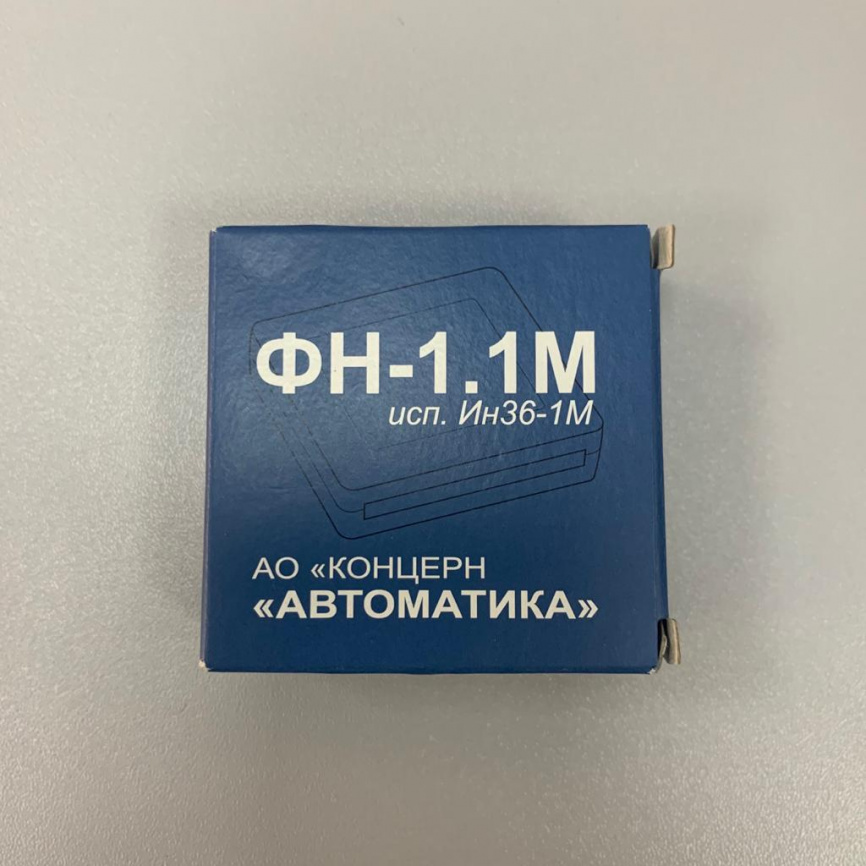 ФН-1.1М
исп. Ин36-1М
АО «КОНЦЕРН
«АВТОМАТИКА»